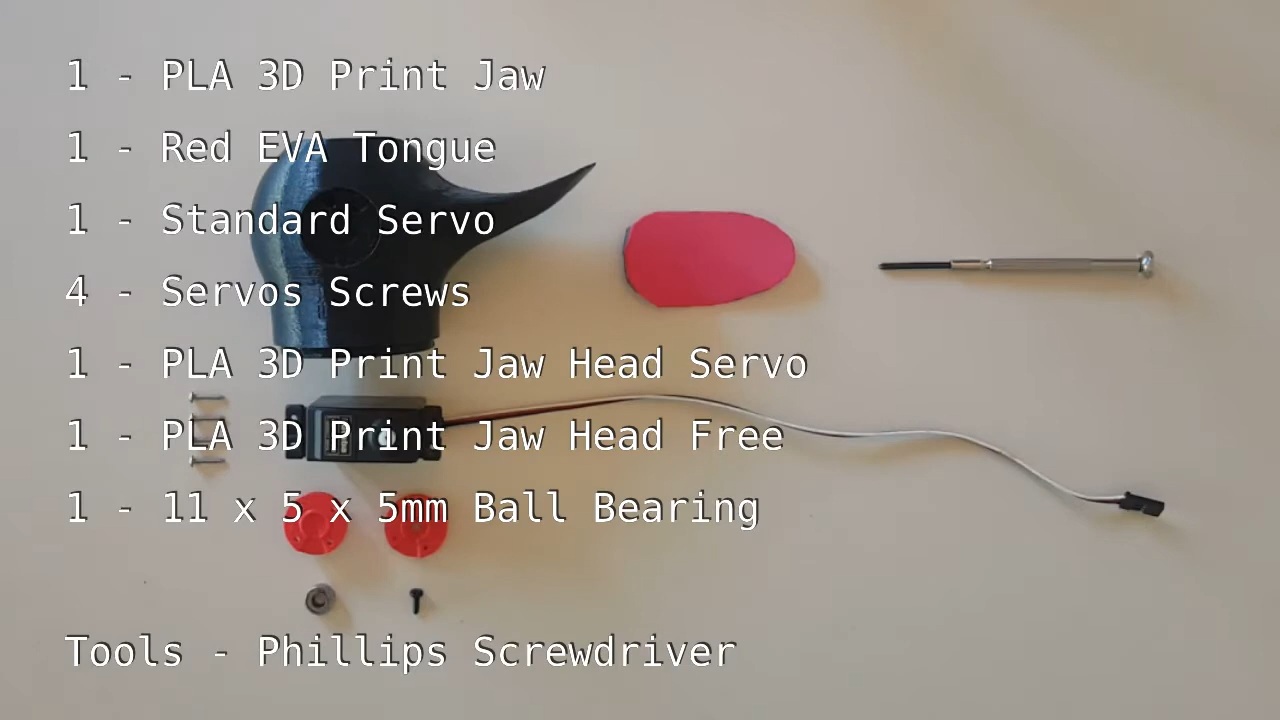 1 - PLA 3D Print Jaw
1 - Red EVA Tongue
1 - Standard Servo
4 - Servos Screws
1 - PLA 3D Print Jaw Head Servo
1 - PLA 3D Print Jaw Head Free
1 - 11 x 5 x 5mm Ball Bearing
Tools - Phillips Screwdriver